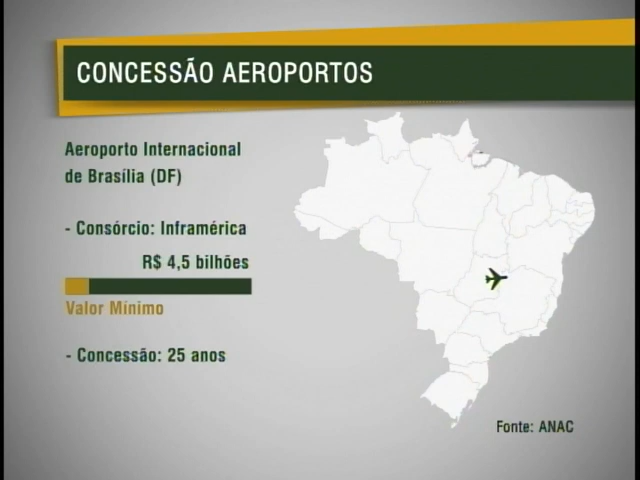 CONCESSÃO AEROPORTOS
Aeroporto Internacional
de Brasília (DF)
- Consórcio: Inframérica
R$ 4,5 bilhões
Valor Mínimo
- Concessão: 25 anos
Fonte: ANAC